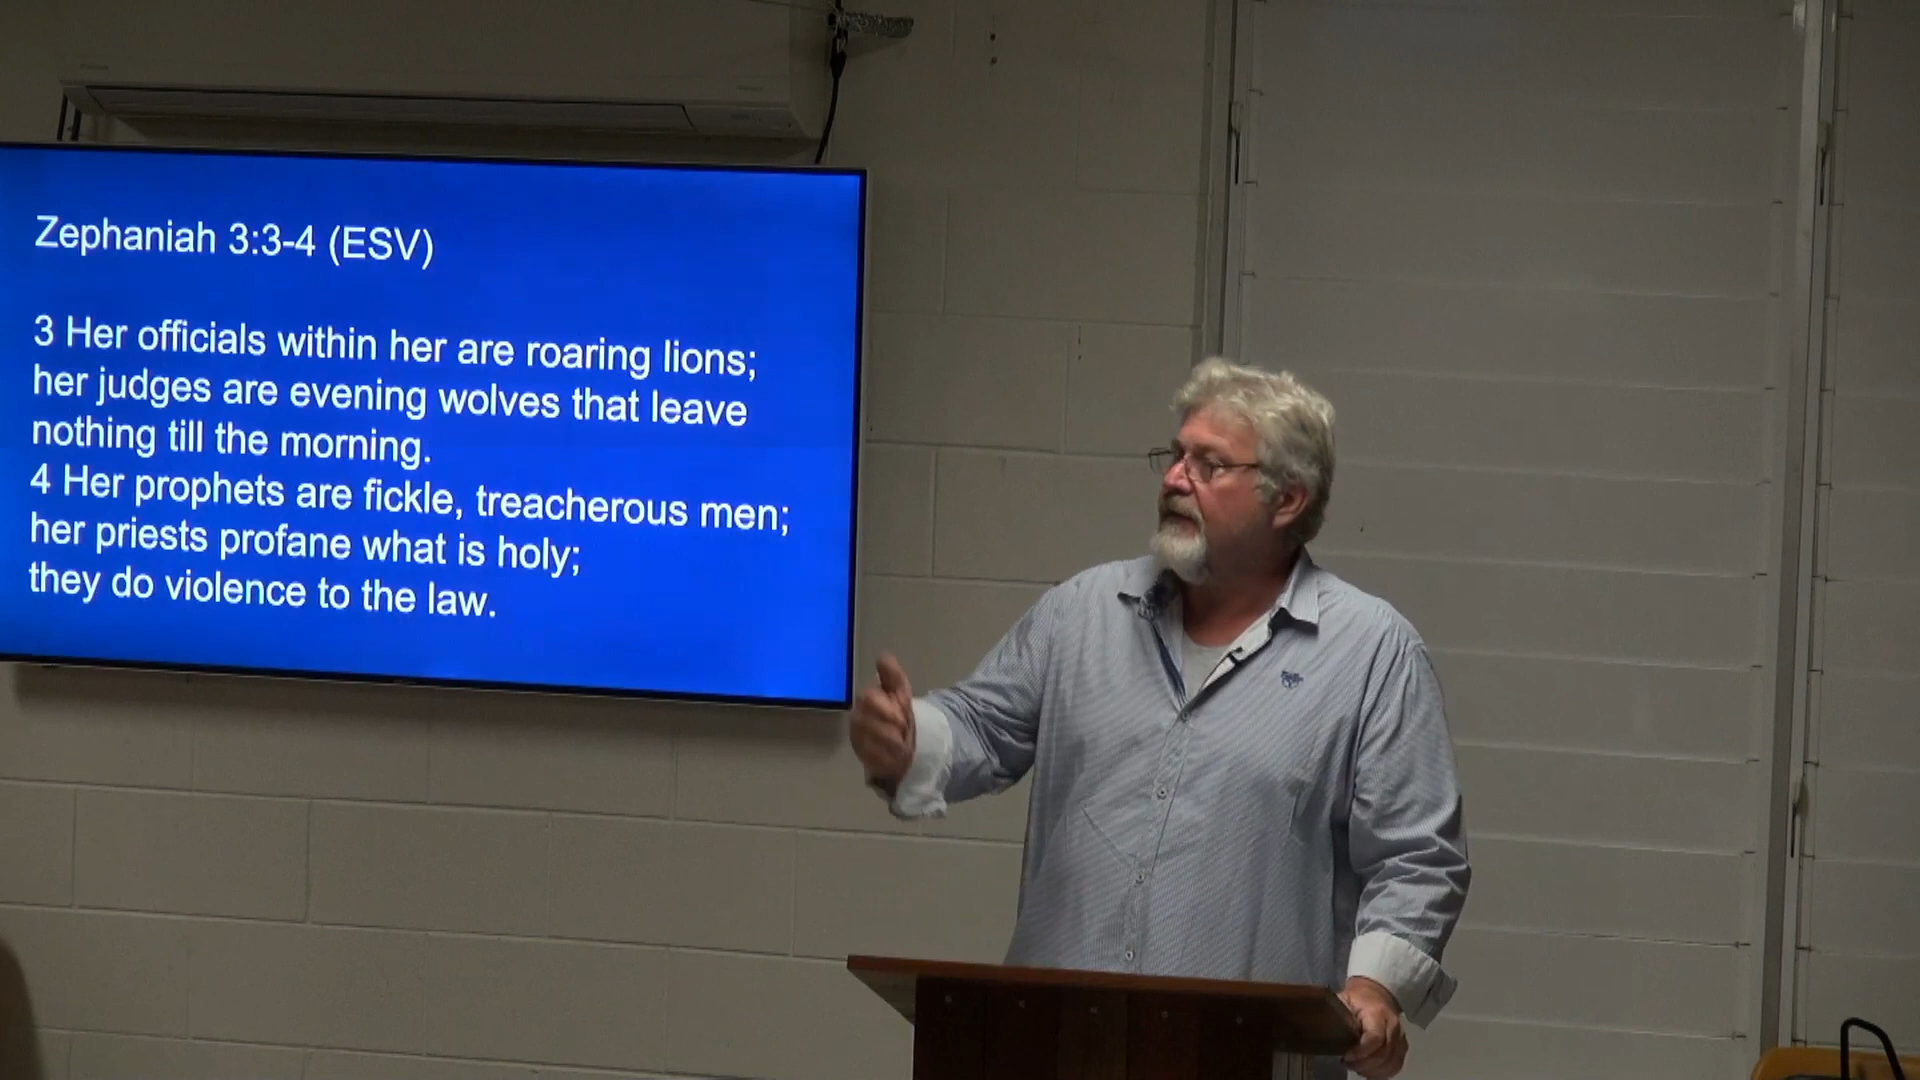 Zephaniah 3:3-4 (ESV)
3 Her officials within her are roaring lions;
her judges are evening wolves that leave
nothing till the morning.
4 Her prophets are fickle, treacherous men;
her priests profane what is holy;
they do violence to the law.